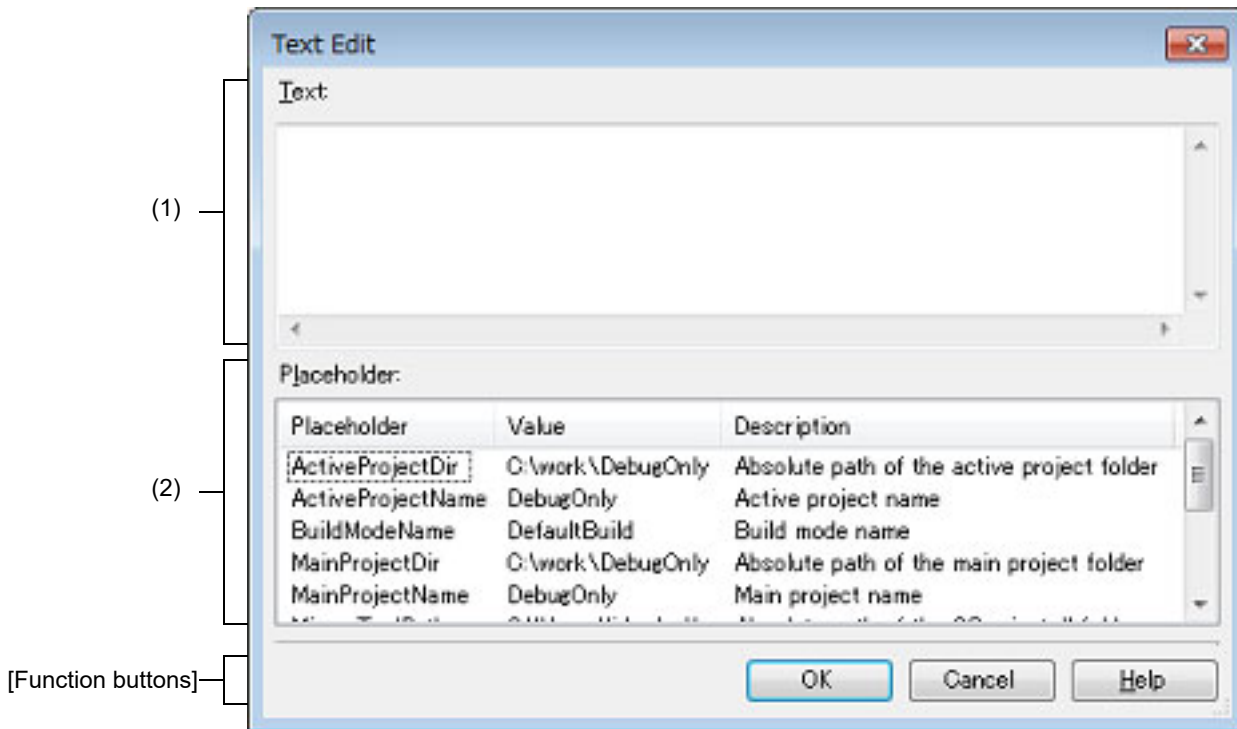 Text Edit
Text:
(1)
Placeholder:
Placeholder Value Description
ActiveProjectDir C:\work\DebugOnly Absolute path of the active project folder
ActiveProjectName DebugOnly Active project name
(2)
BuildModeName DefaultBuild Build mode name
MainProjectDir C:\work\DebugOnly Absolute path of the main project folder
MainProjectName DebugOnly Main project name
[Function buttons]
OK Cancel Help